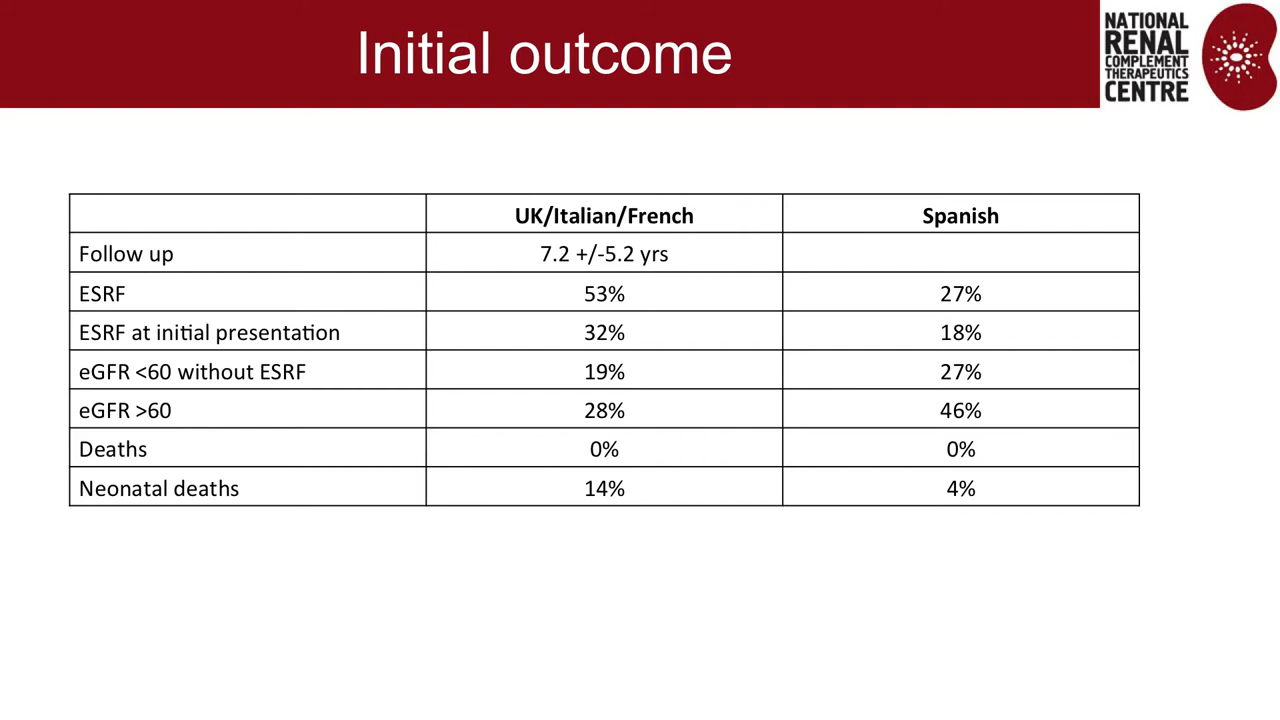 Initial outcome
NATIONAL
RENAL
COMPLEMENT
THERAPEUTICS
CENTRE
UK/Italian/French Spanish
Follow up 7.2 +/-5.2 yrs
ESRF 53% 27%
ESRF at initial presentation 32% 18%
eGFR <60 without ESRF 19% 27%
eGFR >60 28% 46%
Deaths 0% 0%
Neonatal deaths 14% 4%